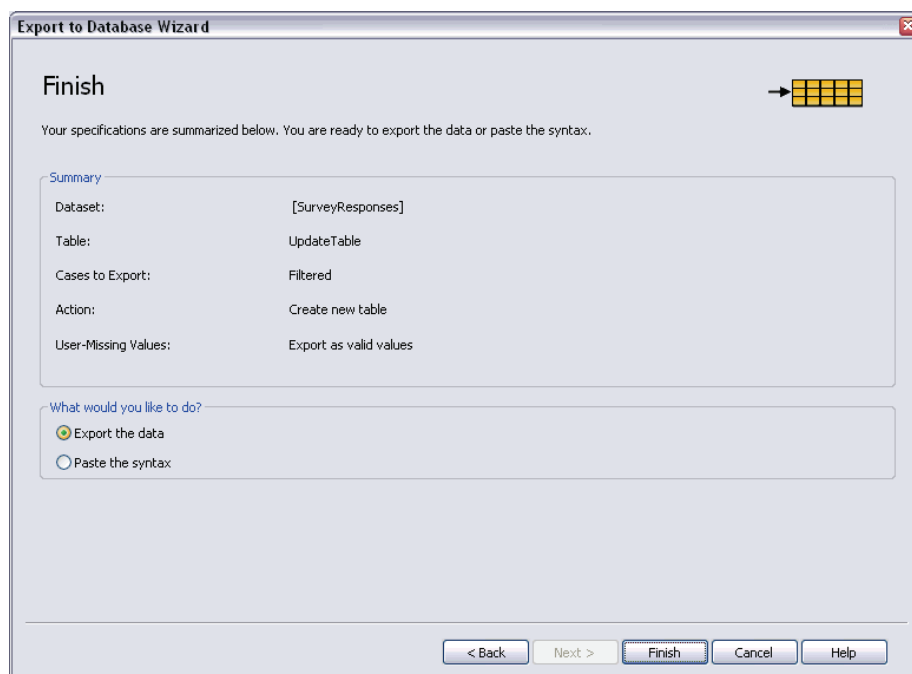 Export to Database Wizard
Finish
Your specifications are summarized below. You are ready to export the data or paste the syntax.
Summary
Dataset: [SurveyResponses]
Table: UpdateTable
Cases to Export: Filtered
Action: Create new table
User-Missing Values: Export as valid values
What would you like to do?
Export the data
Paste the syntax
< Back Next > Finish Cancel Help